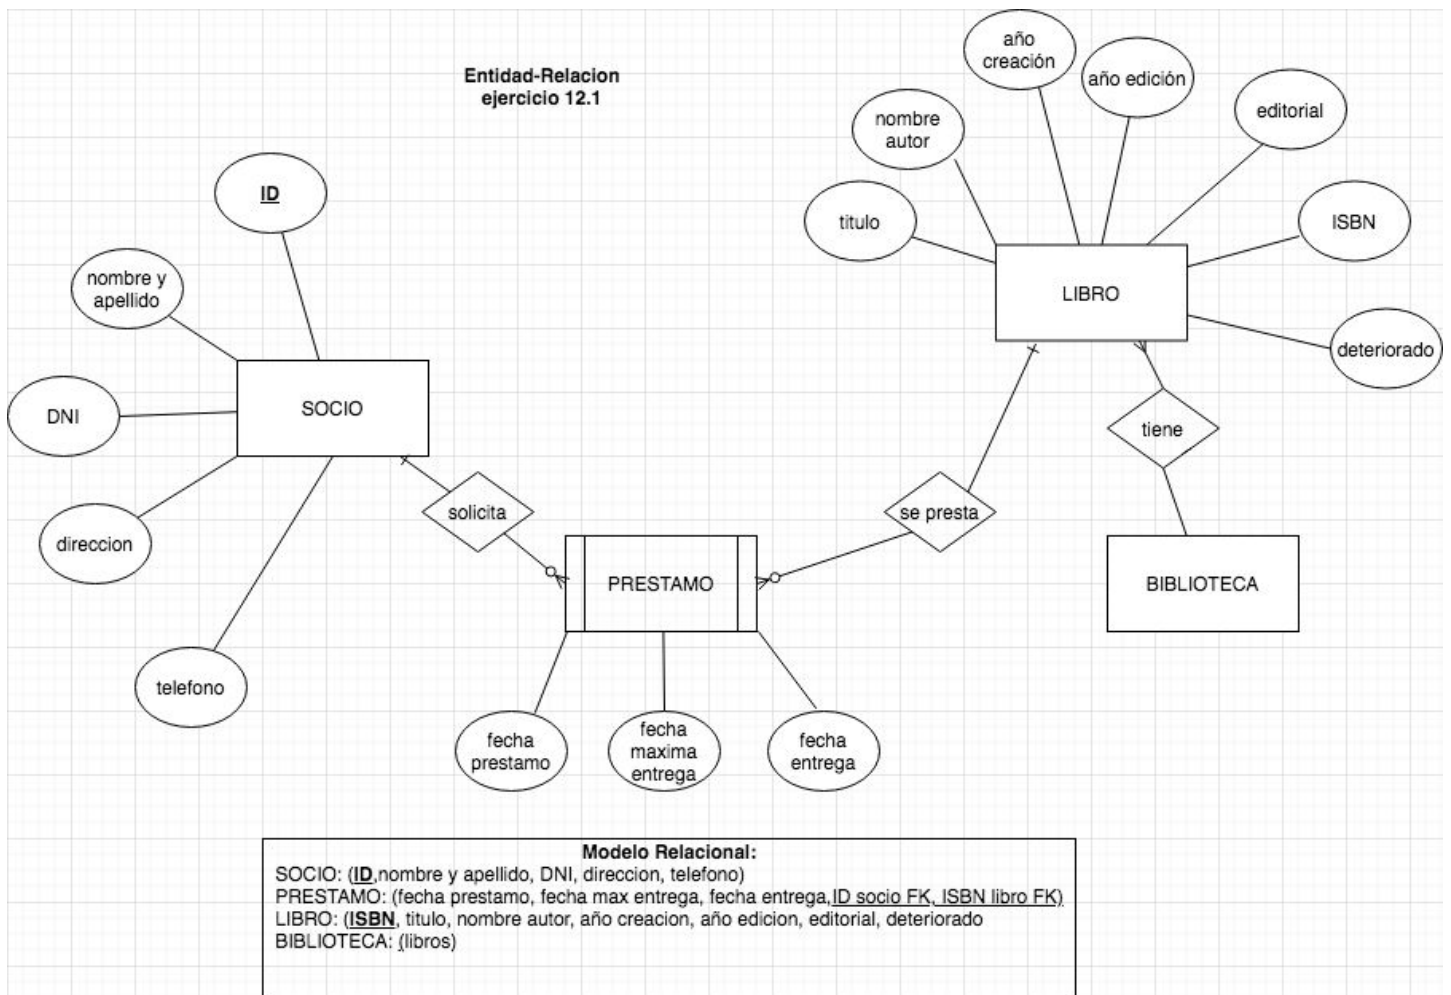 Entidad-Relacion
ejercicio 12.1
año
creación
año edición
editorial
nombre
autor
titulo
ISBN
LIBRO
deteriorado
ID
nombre y
apellido
DNI
SOCIO
direccion
telefono
solicita
se presta
tiene
PRESTAMO
BIBLIOTECA
fecha
prestamo
fecha
maxima
entrega
fecha
entrega
Modelo Relacional:
SOCIO: (ID,nombre y apellido, DNI, direccion, telefono)
PRESTAMO: (fecha prestamo, fecha max entrega, fecha entrega,ID socio FK, ISBN libro FK)
LIBRO: (ISBN, titulo, nombre autor, año creacion, año edicion, editorial, deteriorado
BIBLIOTECA: (libros)